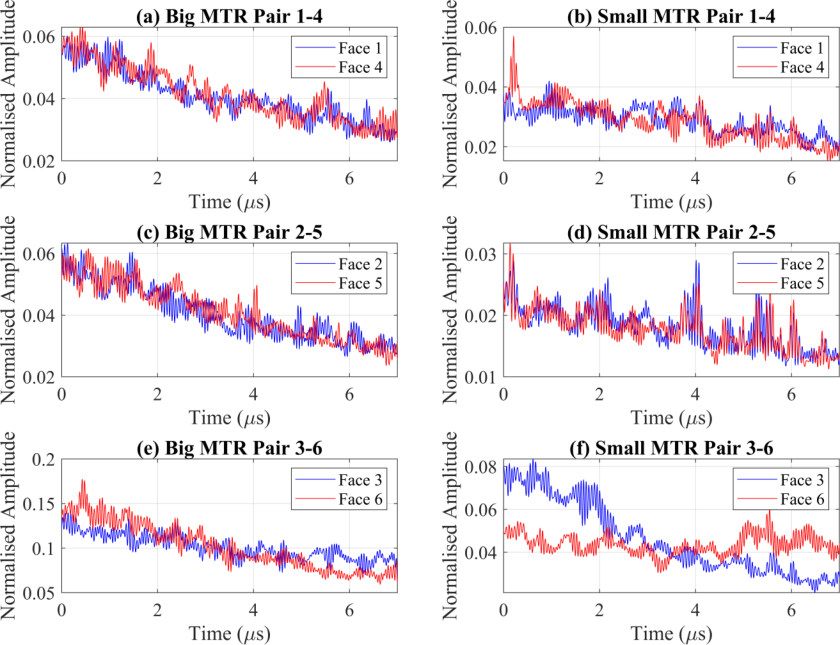 (a) Big MTR Pair 1-4
Normalised Amplitude
0.06
0.04
0.02
Face 1
Face 4
0 2 4 6
Time (μs)
(b) Small MTR Pair 1-4
Normalised Amplitude
0.06
0.04
0.02
Face 1
Face 4
0 2 4 6
Time (μs)
(c) Big MTR Pair 2-5
Normalised Amplitude
0.06
0.04
0.02
Face 2
Face 5
0 2 4 6
Time (μs)
(d) Small MTR Pair 2-5
Normalised Amplitude
0.03
0.02
0.01
Face 2
Face 5
0 2 4 6
Time (μs)
(e) Big MTR Pair 3-6
Normalised Amplitude
0.2
0.15
0.1
0.05
Face 3
Face 6
0 2 4 6
Time (μs)
(f) Small MTR Pair 3-6
Normalised Amplitude
0.08
0.06
0.04
Face 3
Face 6
0 2 4 6
Time (μs)